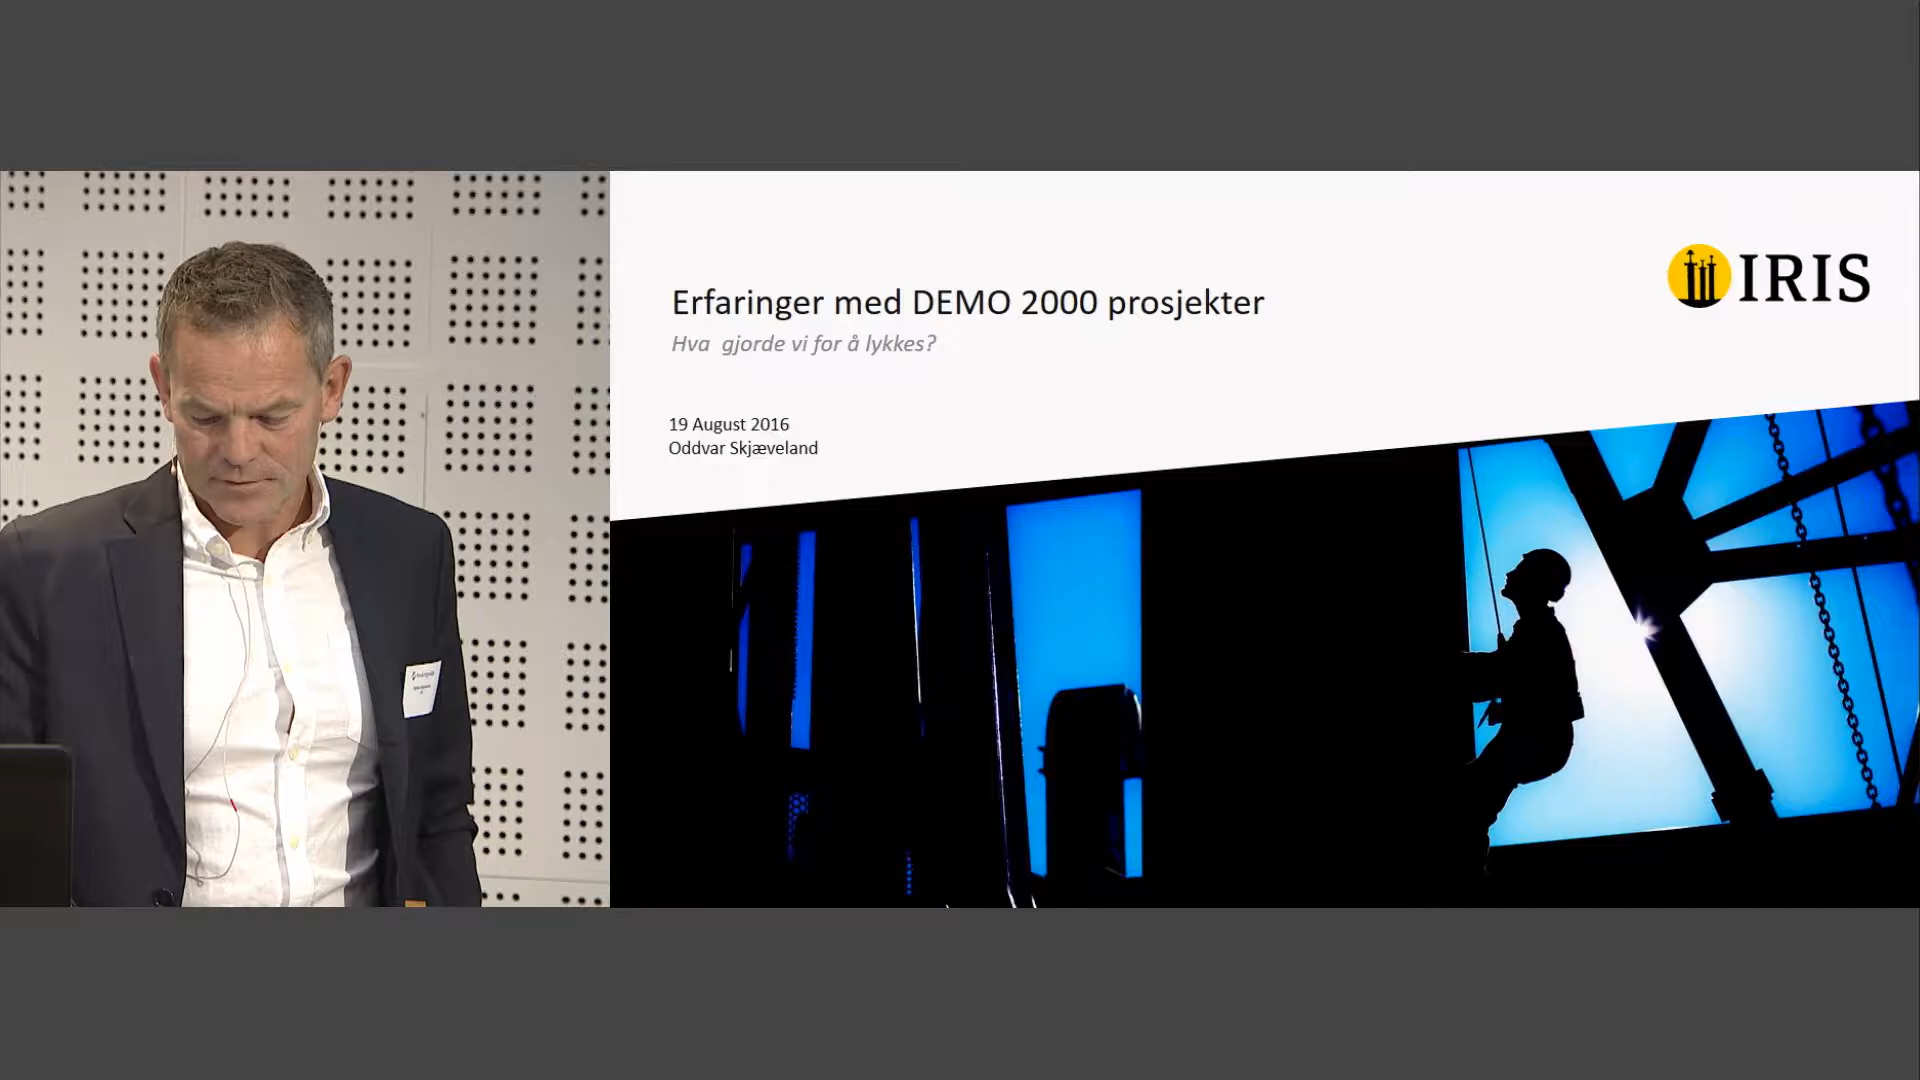 Erfaringer med DEMO 2000 prosjekter
Hva gjorde vi for å lykkes?
19 August 2016
Oddvar Skjæveland
IRIS